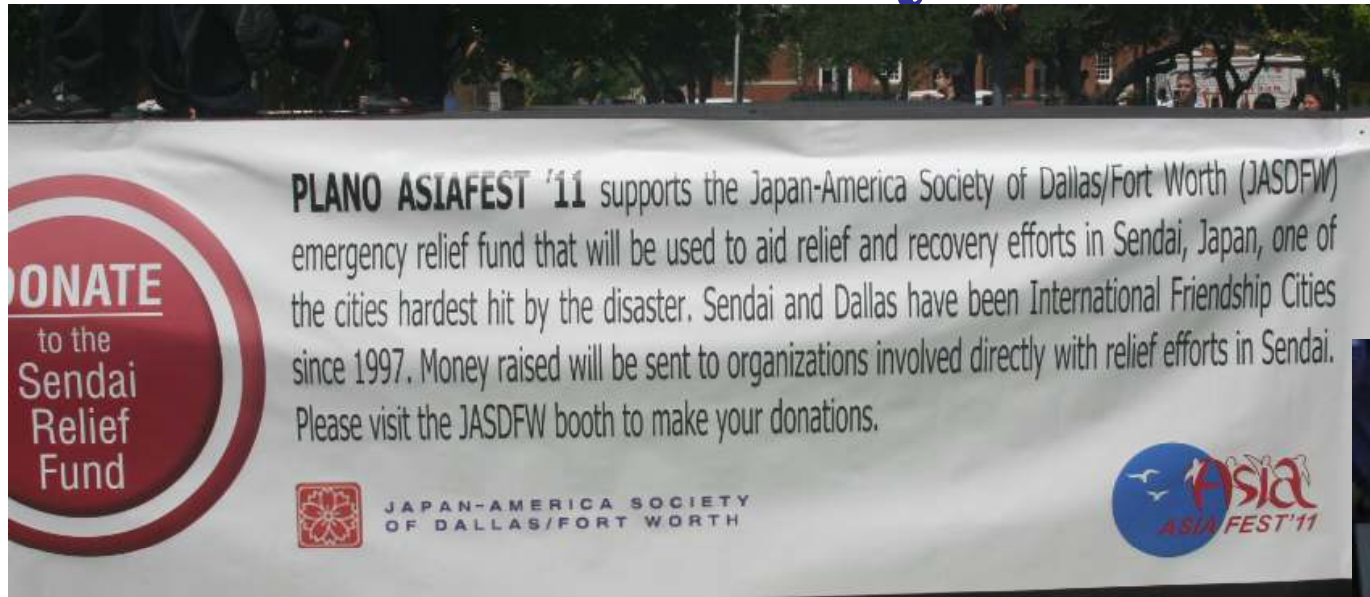 DONATE
to the
Sendai
Relief
Fund
PLANO ASIAFEST '11 supports the Japan-America Society of Dallas/Fort Worth (JASDFW)
emergency relief fund that will be used to aid relief and recovery efforts in Sendai, Japan, one of
the cities hardest hit by the disaster. Sendai and Dallas have been International Friendship Cities
since 1997. Money raised will be sent to organizations involved directly with relief efforts in Sendai.
Please visit the JASDFW booth to make your donations.
JAPAN-AMERICA SOCIETY
OF DALLAS/FORT WORTH
Asia
ASIA FEST'11